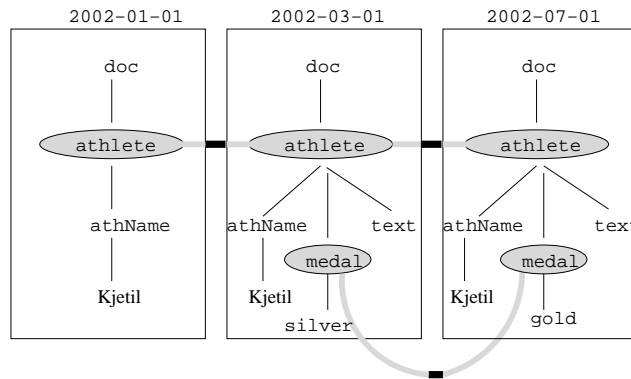 2002-01-01 2002-03-01 2002-07-01
doc doc doc
athlete athlete athlete
athName athName text athName text
medal medal
Kjetil Kjetil Kjetil
silver gold